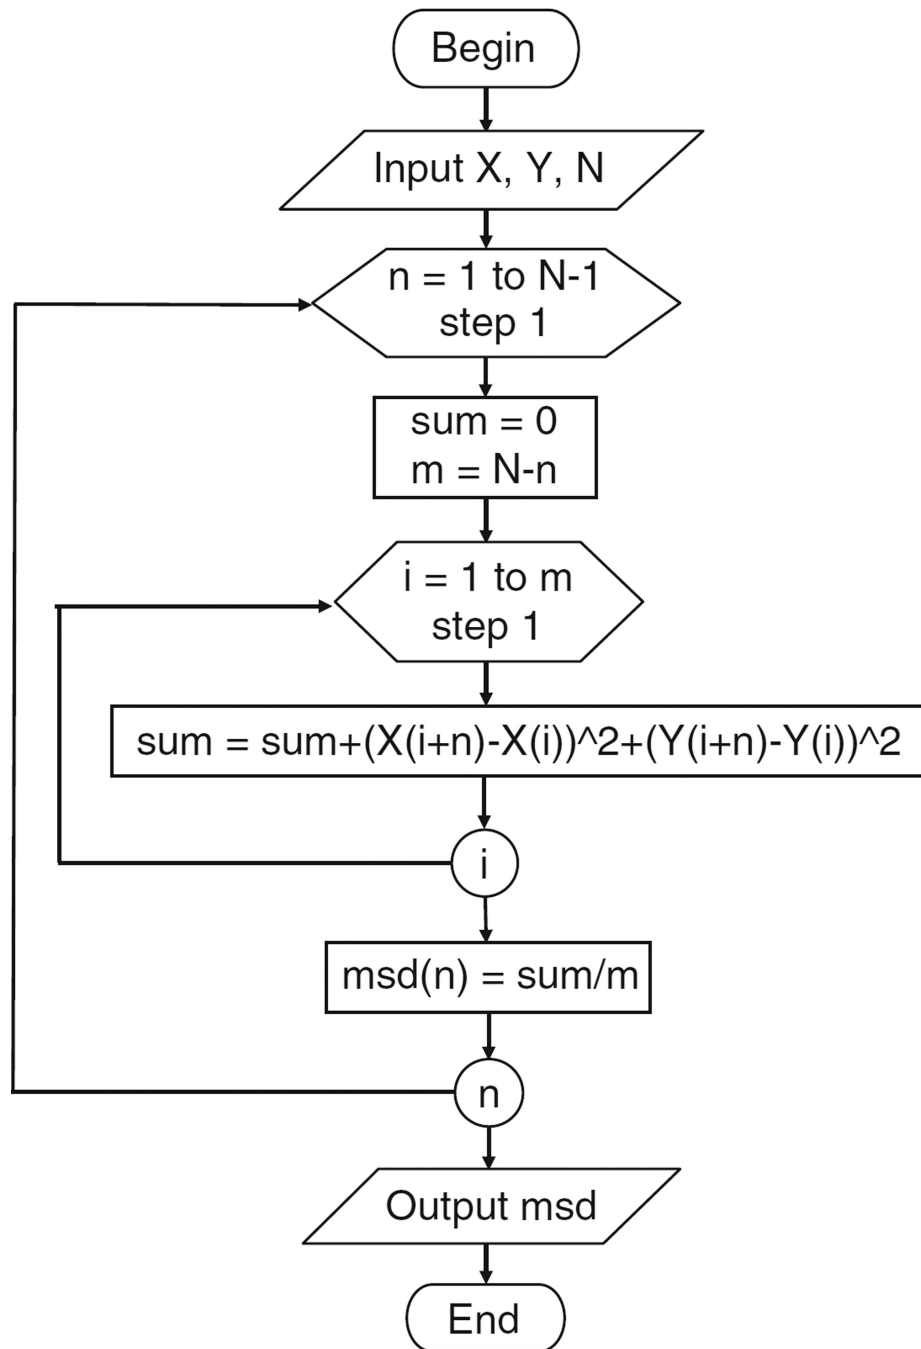 Begin
Input X, Y, N
n = 1 to N-1
step 1
sum = 0
m = N-n
i = 1 to m
step 1
sum = sum+(X(i+n)-X(i))^2+(Y(i+n)-Y(i))^2
i
msd(n) = sum/m
n
Output msd
End